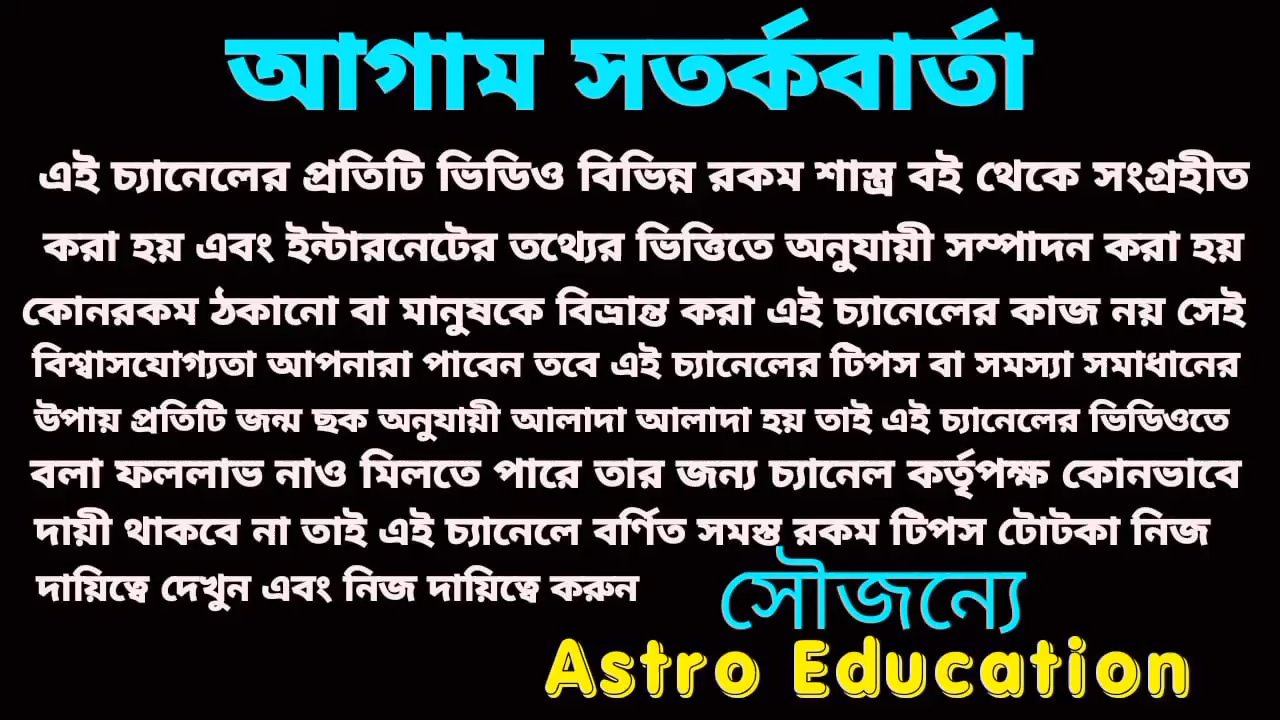 আগাম সতর্কবার্তা
এই চ্যানেলের প্রতিটি ভিডিও বিভিন্ন রকম শাস্ত্র বই থেকে সংগ্রহীত
করা হয় এবং ইন্টারনেটের তথ্যের ভিত্তিতে অনুযায়ী সম্পাদন করা হয়
কোনরকম ঠকানো বা মানুষকে বিভ্রান্ত করা এই চ্যানেলের কাজ নয় সেই
বিশ্বাসযোগ্যতা আপনারা পাবেন তবে এই চ্যানেলের টিপস বা সমস্যা সমাধানের
উপায় প্রতিটি জন্ম ছক অনুযায়ী আলাদা আলাদা হয় তাই এই চ্যানেলের ভিডিওতে
বলা ফললাভ নাও মিলতে পারে তার জন্য চ্যানেল কর্তৃপক্ষ কোনভাবে
দায়ী থাকবে না তাই এই চ্যানেলে বর্ণিত সমস্ত রকম টিপস টোটকা নিজ
দায়িত্বে দেখুন এবং নিজ দায়িত্বে করুন
সৌজন্যে
Astro Education